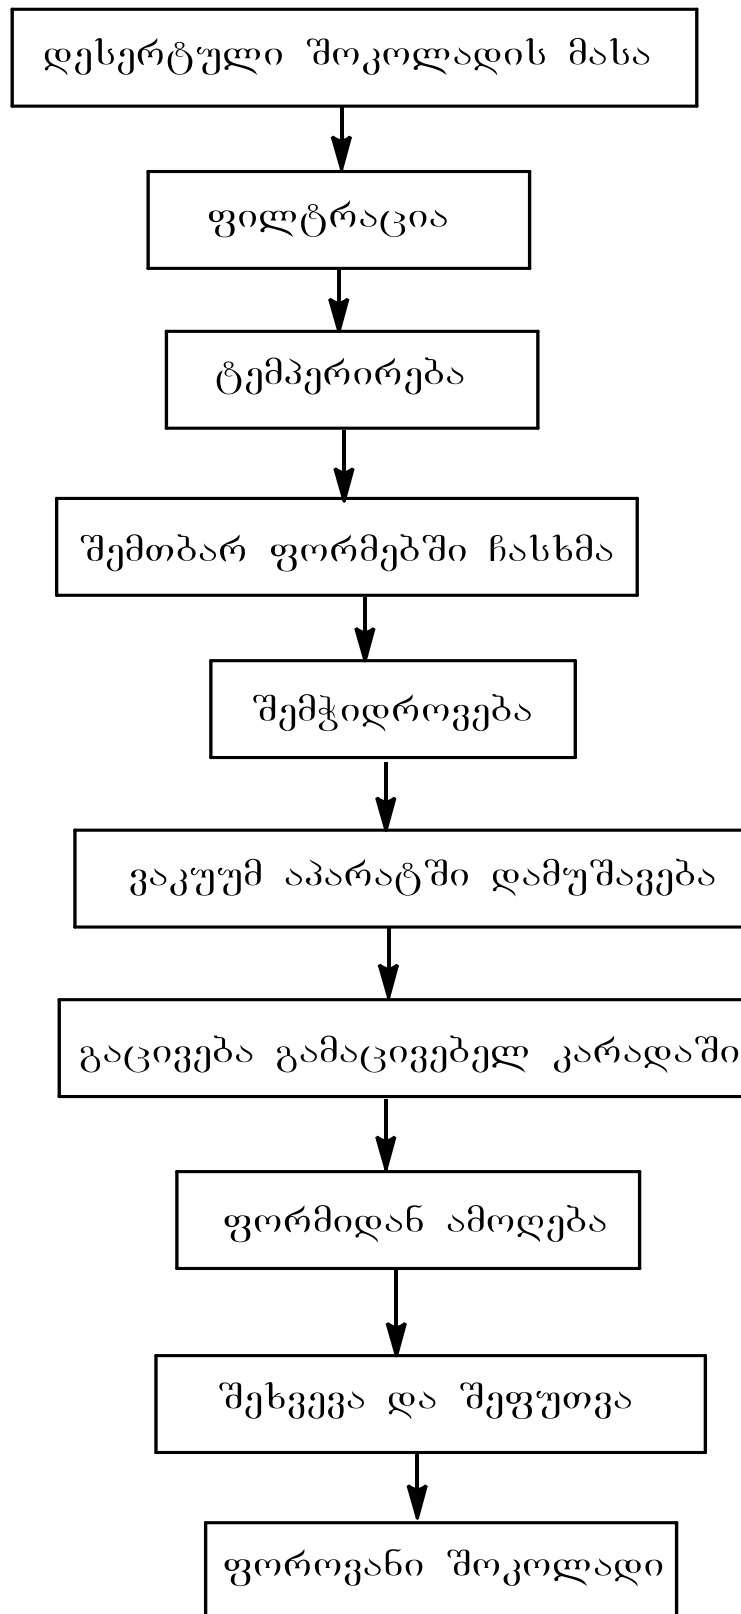 დესერტული შოკოლადის მასა
ფილტრაცია
ტემპერირება
შემთბარ ფორმებში ჩასხმა
შემჭიდროვება
ვაკუუმ აპარატში დამუშავება
გაცივება გამაცივებელ კარადაში
ფორმიდან ამოღება
შეხვევა და შეფუთვა
ფოროვანი შოკოლადი